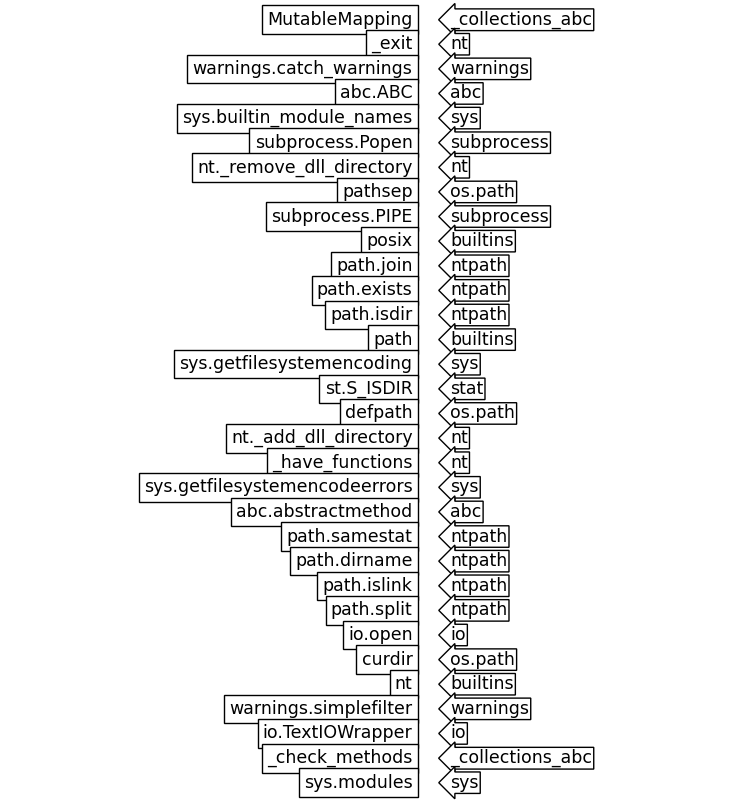 MutableMapping _collections_abc
_exit nt
warnings.catch_warnings warnings
abc.ABC abc
sys.builtin_module_names sys
subprocess.Popen subprocess
nt._remove_dll_directory nt
pathsep os.path
subprocess.PIPE subprocess
posix builtins
path.join ntpath
path.exists ntpath
path.isdir ntpath
path builtins
sys.getfilesystemencoding sys
st.S_ISDIR stat
defpath os.path
nt._add_dll_directory nt
_have_functions nt
sys.getfilesystemencodeerrors sys
abc.abstractmethod abc
path.samestat ntpath
path.dirname ntpath
path.islink ntpath
path.split ntpath
io.open io
curdir os.path
nt builtins
warnings.simplefilter warnings
io.TextIOWrapper io
_check_methods _collections_abc
sys.modules sys